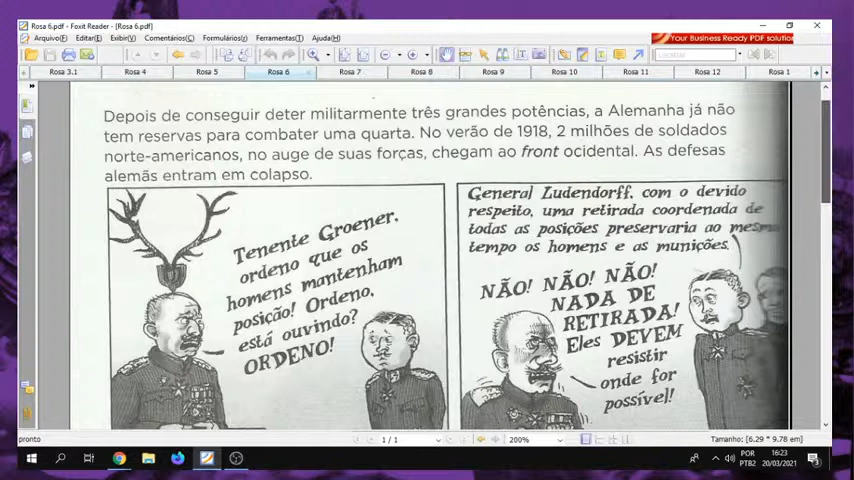 Rosa 6.pdf - Foxit Reader - [Rosa 6.pdf]
Arquivo(F) Editar(E) Exibir(V) Comentários(C) Formulários(R) Ferramentas(T) Ajuda(H)
Your Business Ready PDF solution
Localizar
Rosa 3.1 Rosa 4 Rosa 5 Rosa 6 Rosa 7 Rosa 8 Rosa 9 Rosa 10 Rosa 11 Rosa 12 Rosa 1
Depois de conseguir deter militarmente três grandes potências, a Alemanha já não
tem reservas para combater uma quarta. No verão de 1918, 2 milhões de soldados
norte-americanos, no auge de suas forças, chegam ao front ocidental. As defesas
alemãs entram em colapso.
Tenente Groener,
ordeno que os
homens mantenham
posição! Ordeno,
está ouvindo?
ORDENO!
General Ludendorff, com o devido
respeito, uma retirada coordenada de
todas as posições preservaria ao mesmo
tempo os homens e as munições.
NÃO! NÃO! NÃO!
NADA DE
RETIRADA!
Eles DEVEM
resistir
onde for
possível!
pronto
1 / 1
200%
Tamanho: [6.29 * 9.78 em]
POR
PTB2
16:23
20/03/2021
3